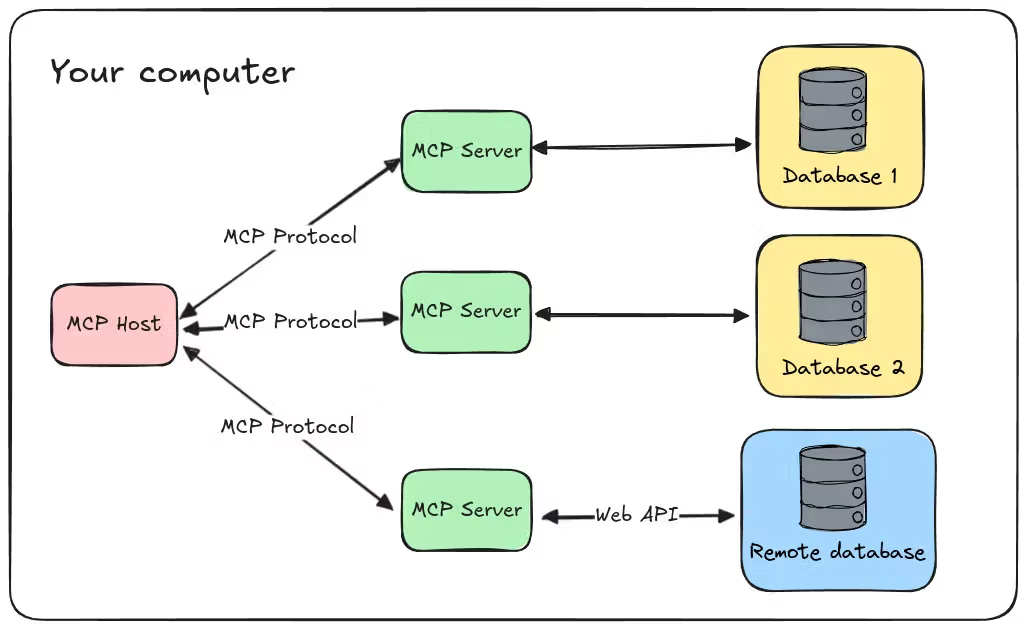 Your computer
MCP Server
Database 1
MCP Protocol
MCP Host
MCP Protocol
MCP Server
Database 2
MCP Protocol
MCP Server
Web API
Remote database